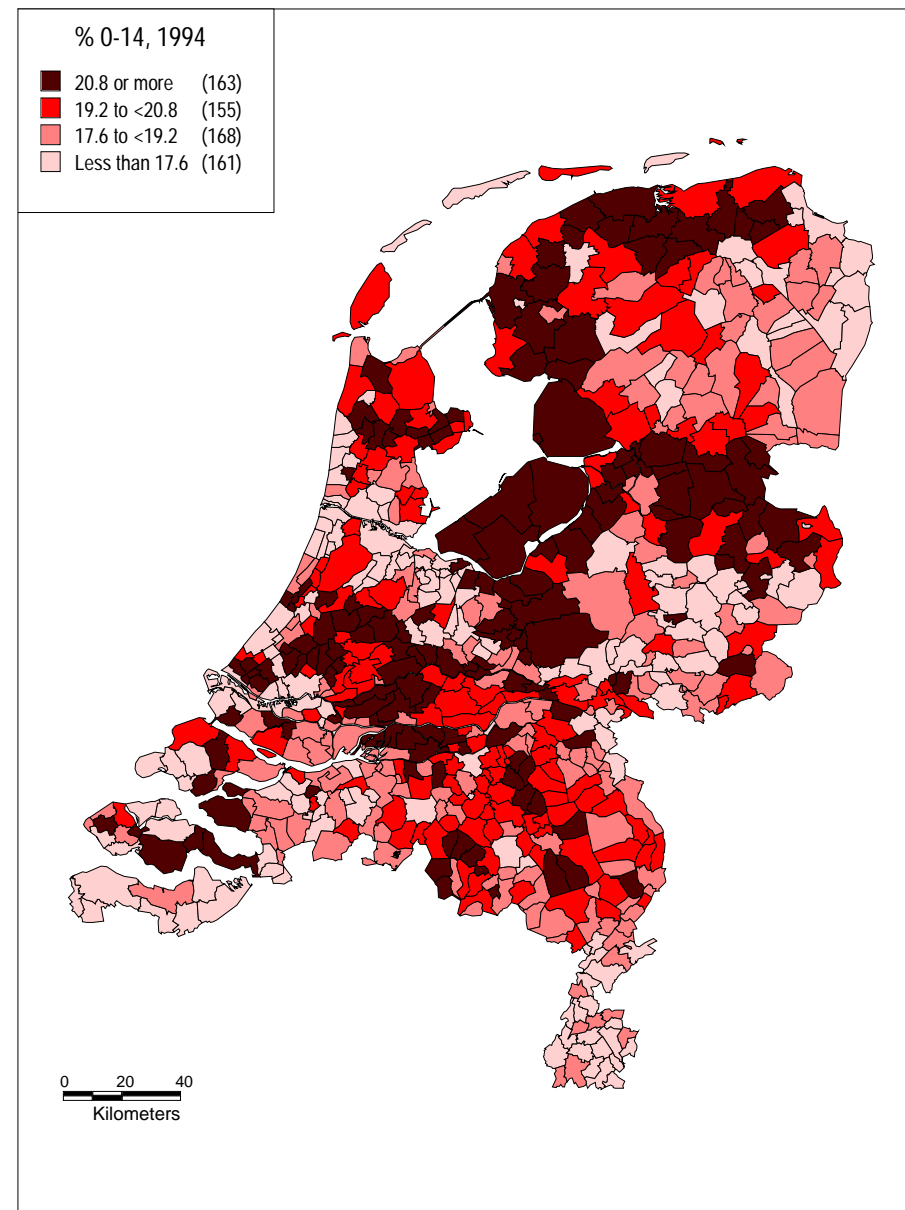 % 0-14, 1994
20.8 or more (163)
19.2 to <20.8 (155)
17.6 to <19.2 (168)
Less than 17.6 (161)
0 20 40
Kilometers